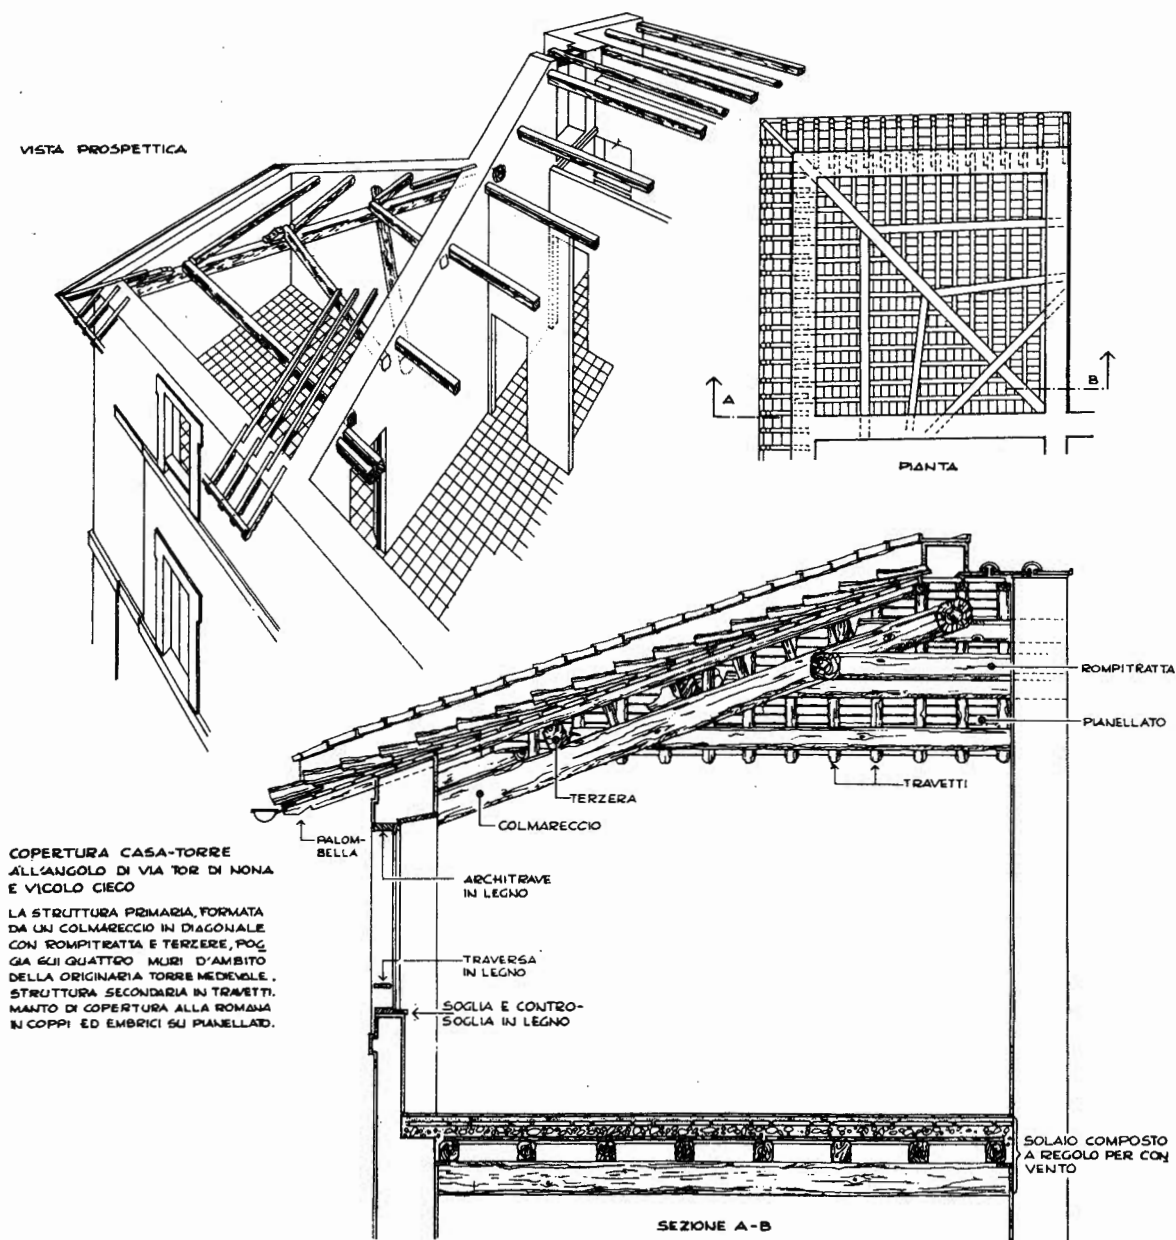 VISTA PROSPETTICA
A
B
PIANTA
ROMPITRATTA
PIANELLATO
TRAVETTI
TERZERA
COLMARECCIO
PALOM-
BELLA
COPERTURA CASA-TORRE
ALL'ANGOLO DI VIA TOR DI NONA
E VICOLO CIECO
LA STRUTTURA PRIMARIA, FORMATA
DA UN COLMARECCIO IN DIAGONALE
CON ROMPITRATTA E TERZERE, POG
GIA SUI QUATTRO MURI D'AMBITO
DELLA ORIGINARIA TORRE MEDIEVALE.
STRUTTURA SECONDARIA IN TRAVETTI.
MANTO DI COPERTURA ALLA ROMANA
IN COPPI ED EMBRICI SU PIANELLATO.
ARCHITRAVE
IN LEGNO
TRAVERSA
IN LEGNO
SOGLIA E CONTRO-
SOGLIA IN LEGNO
SOLAIO COMPOSTO
A REGOLO PER CON
VENTO
SEZIONE A-B